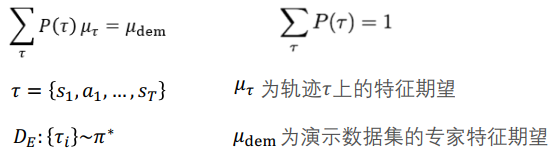 ∑_τ P(τ) μ_τ = μ_dem
∑_τ P(τ) = 1
τ = {s_1, a_1, …, s_T}
μ_τ 为轨迹τ上的特征期望
D_E: {τ_i}~π*
μ_dem 为演示数据集的专家特征期望